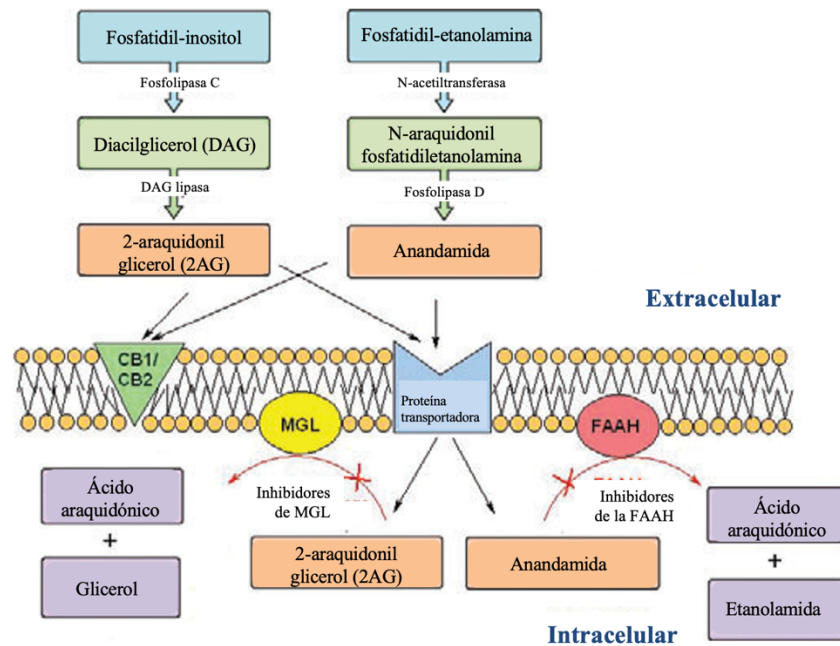 Fosfatidil-inositol
Fosfatidil-etanolamina
Fosfolipasa C
N-acetiltransferasa
Diacilglicerol (DAG)
N-araquidonil
fosfatidiletanolamina
DAG lipasa
Fosfolipasa D
2-araquidonil
glicerol (2AG)
Anandamida
Extracelular
CB1/
CB2
Proteína
transportadora
MGL
FAAH
Ácido
araquidónico
+
Glicerol
Inhibidores
de MGL
Inhibidores
de la FAAH
2-araquidonil
glicerol (2AG)
Anandamida
Ácido
araquidónico
+
Etanolamida
Intracelular